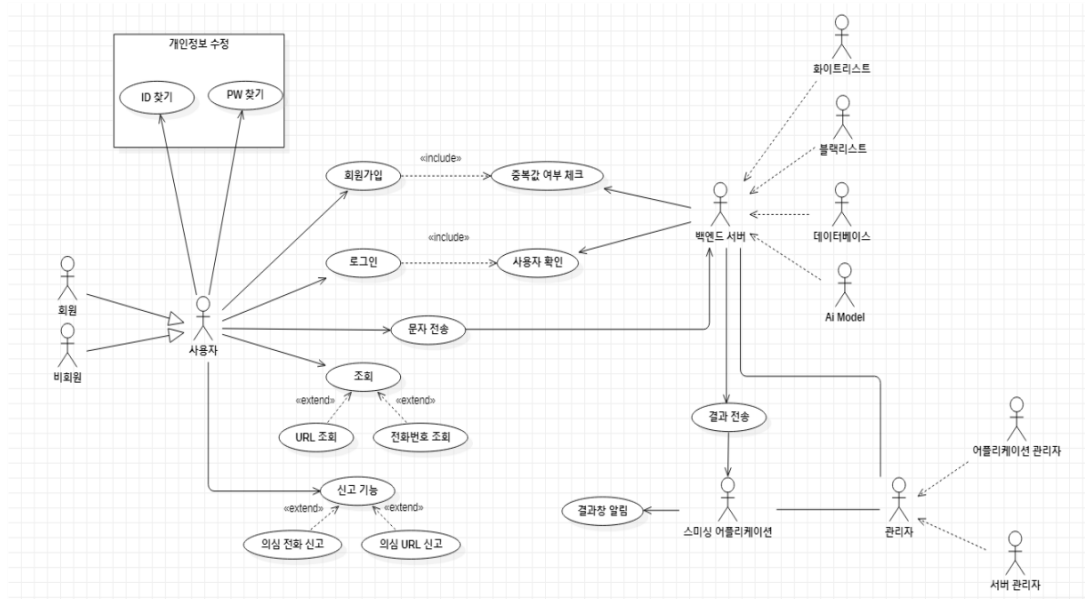 개인정보 수정
ID 찾기
PW 찾기
화이트리스트
블랙리스트
데이터베이스
Ai Model
백엔드 서버
회원가입
«include»
중복값 여부 체크
로그인
«include»
사용자 확인
회원
비회원
사용자
문자 전송
조회
«extend»
«extend»
URL 조회
전화번호 조회
신고 기능
«extend»
«extend»
의심 전화 신고
의심 URL 신고
결과 전송
결과창 알림
스미싱 어플리케이션
관리자
어플리케이션 관리자
서버 관리자